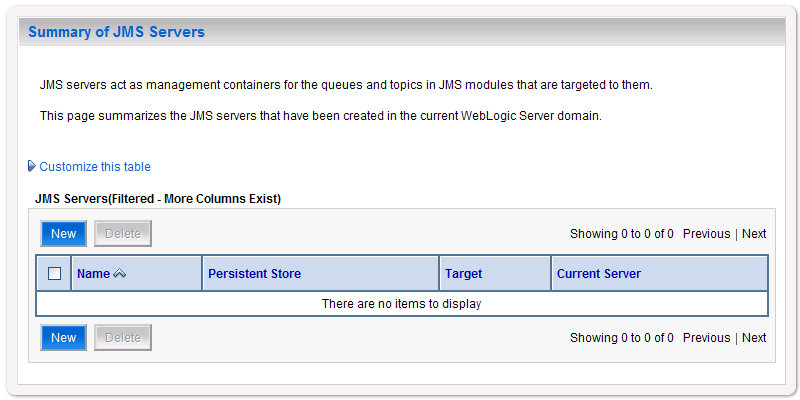 Summary of JMS Servers
JMS servers act as management containers for the queues and topics in JMS modules that are targeted to them.
This page summarizes the JMS servers that have been created in the current WebLogic Server domain.
Customize this table
JMS Servers(Filtered - More Columns Exist)
New Delete Showing 0 to 0 of 0 Previous | Next
Name Persistent Store Target Current Server
There are no items to display
New Delete Showing 0 to 0 of 0 Previous | Next